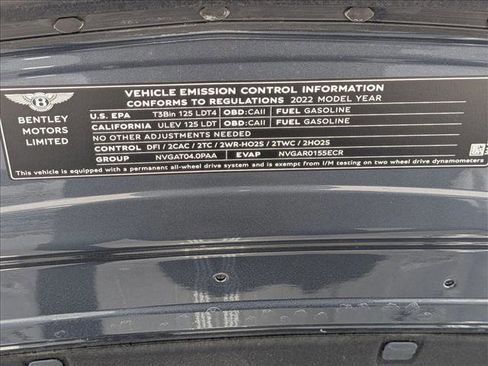 VEHICLE EMISSION CONTROL INFORMATION
CONFORMS TO REGULATIONS 2022 MODEL YEAR
B
BENTLEY
MOTORS
LIMITED
U.S. EPA T3Bin 125 LDT4 OBD:CAII FUEL GASOLINE
CALIFORNIA ULEV 125 LDT OBD:CAII FUEL GASOLINE
NO OTHER ADJUSTMENTS NEEDED
CONTROL DFI / 2CAC / 2TC / 2WR-HO2S / 2TWC / 2HO2S
GROUP NVGAT04.0PAA EVAP NVGAR0155ECR
This vehicle is equipped with a permanent all-wheel drive system and is exempt from I/M testing on two wheel drive dynamometers